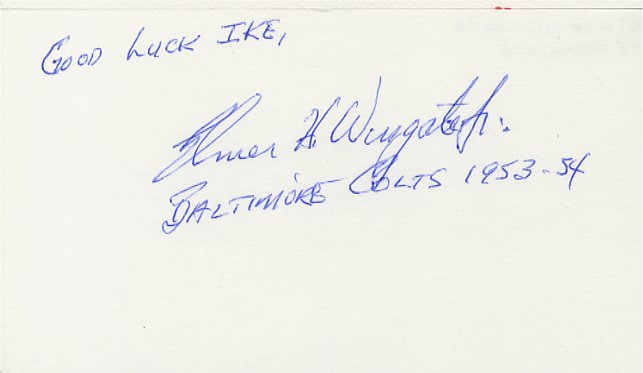 GOOD LUCK IKE,
Elmer H Wingate Jr.
BALTIMORE COLTS 1953-54